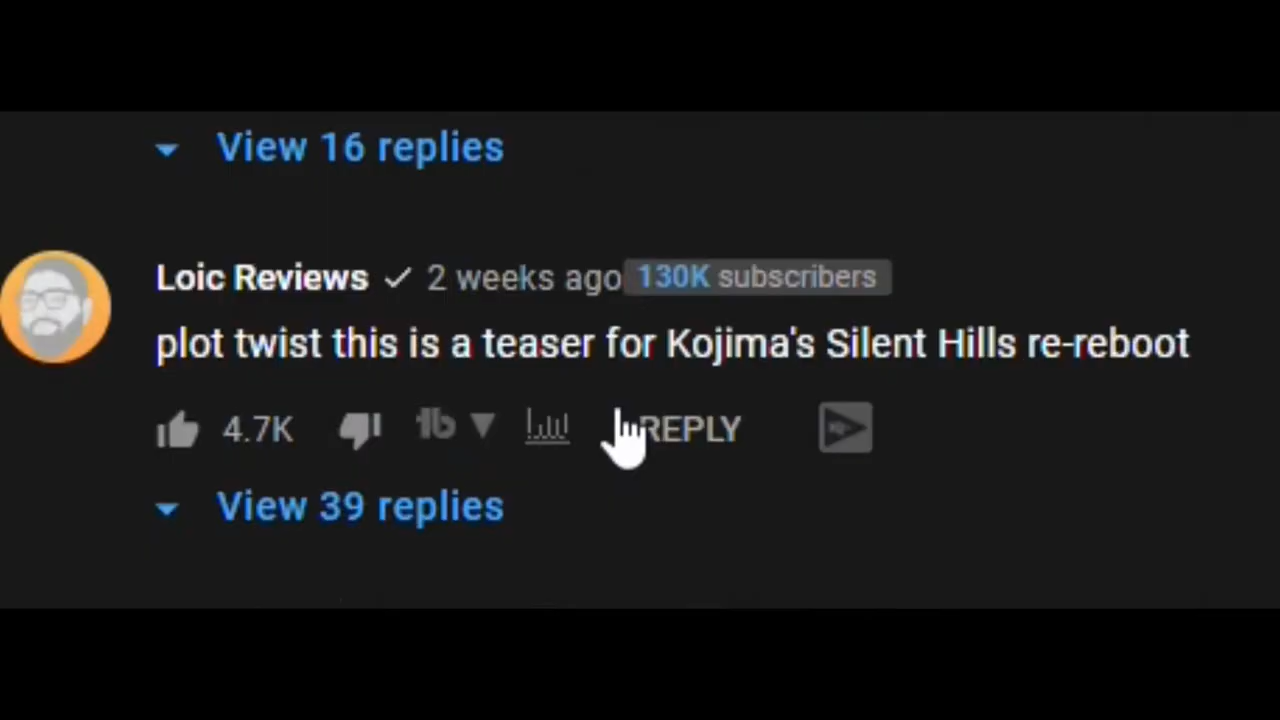 View 16 replies
Loic Reviews ✓ 2 weeks ago 130K subscribers
plot twist this is a teaser for Kojima's Silent Hills re-reboot
4.7K tb REPLY
View 39 replies